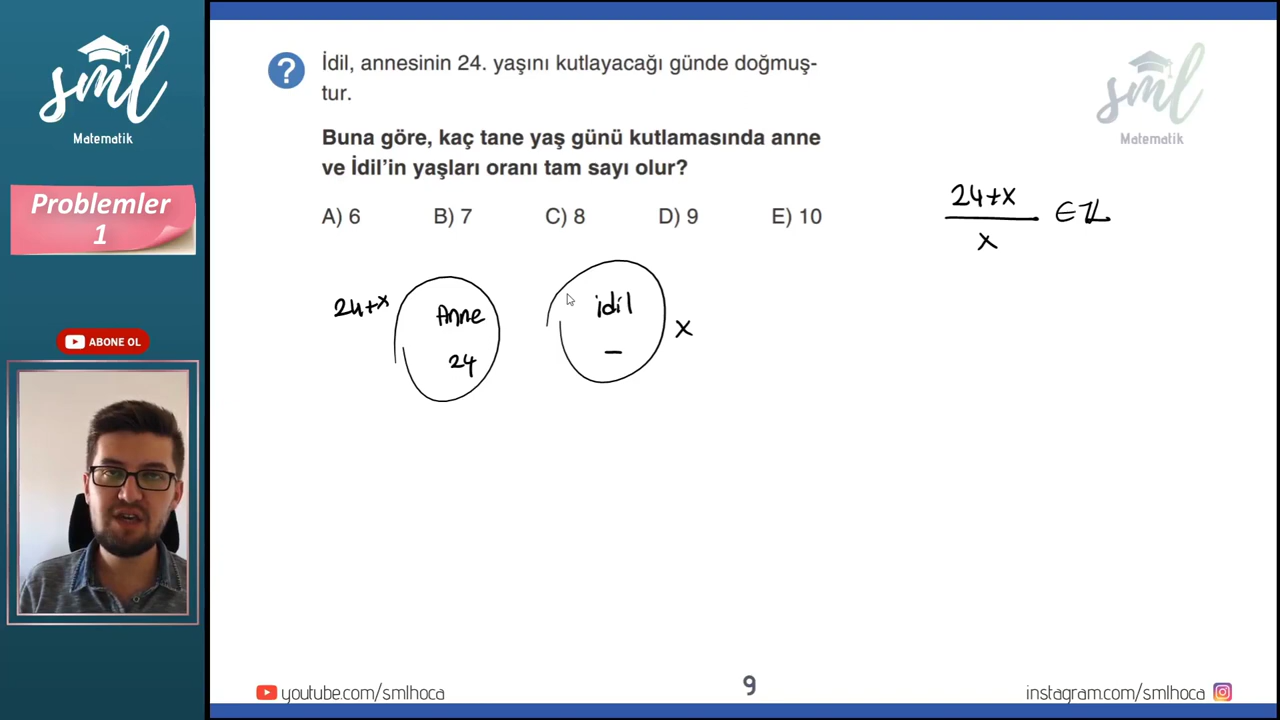 sml
Matematik
Problemler
1
ABONE OL
?
İdil, annesinin 24. yaşını kutlayacağı günde doğmuş-
tur.
Buna göre, kaç tane yaş günü kutlamasında anne
ve İdil'in yaşları oranı tam sayı olur?
A) 6 B) 7 C) 8 D) 9 E) 10
sml
Matematik
24+x
x
∈ Z
24+x
Anne
24
idil
–
x
youtube.com/smlhoca
9
instagram.com/smlhoca